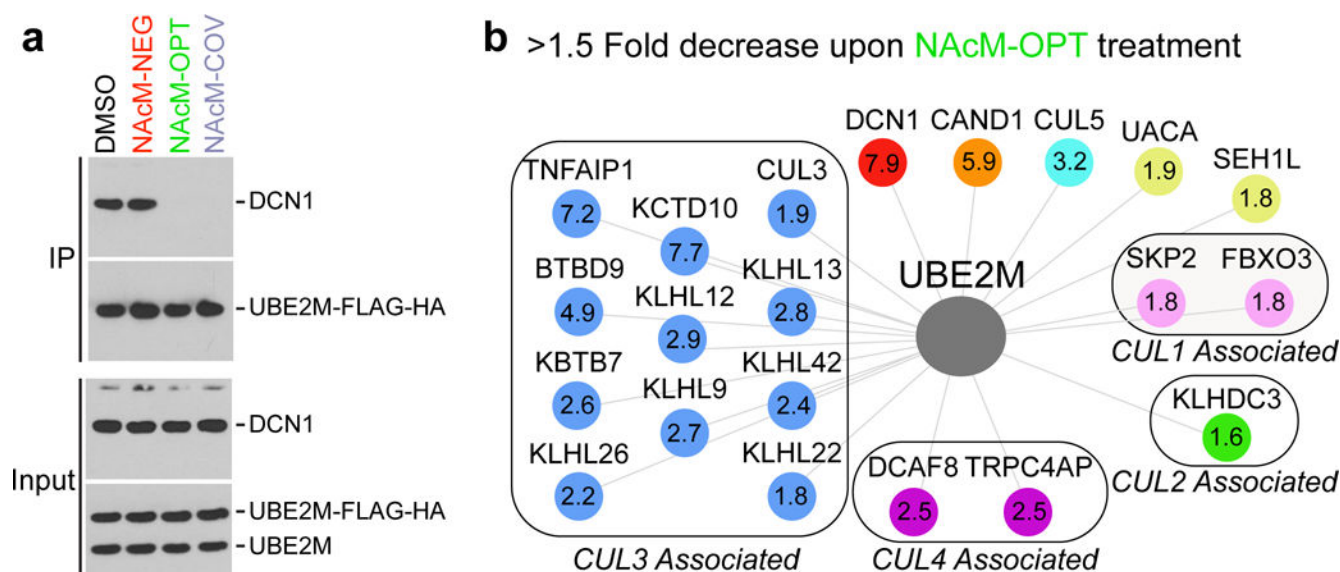 a
DMSO
NAcM-NEG
NAcM-OPT
NAcM-COV
IP
DCN1
UBE2M-FLAG-HA
Input
DCN1
UBE2M-FLAG-HA
UBE2M
b >1.5 Fold decrease upon NAcM-OPT treatment
TNFAIP1
7.2
KCTD10
7.7
CUL3
1.9
BTBD9
4.9
KLHL12
2.9
KLHL13
2.8
KBTB7
2.6
KLHL9
2.7
KLHL42
2.4
KLHL26
2.2
KLHL22
1.8
CUL3 Associated
DCN1
7.9
CAND1
5.9
CUL5
3.2
UACA
1.9
SEH1L
1.8
UBE2M
SKP2 FBXO3
1.8 1.8
CUL1 Associated
KLHDC3
1.6
CUL2 Associated
DCAF8 TRPC4AP
2.5 2.5
CUL4 Associated